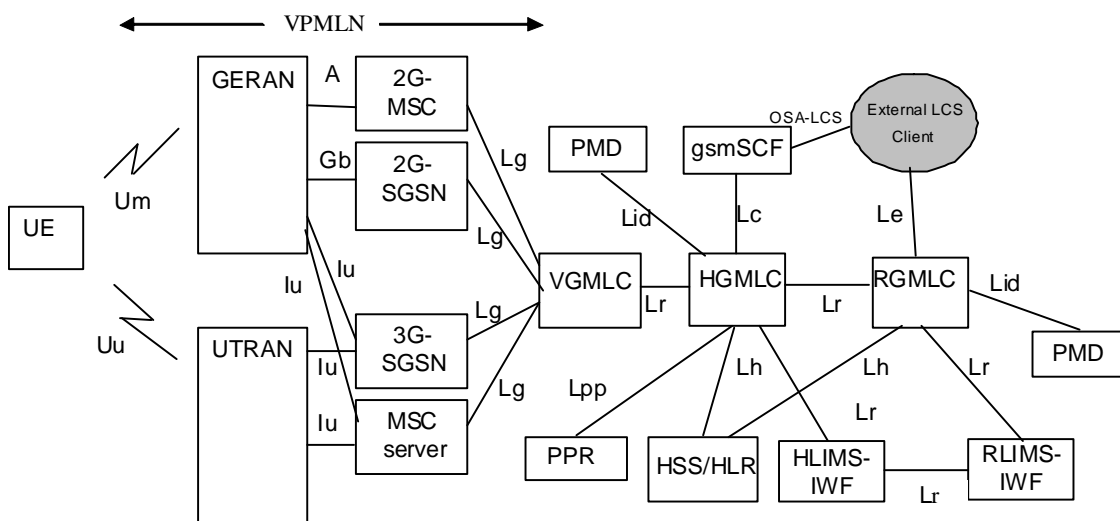 VPMLN
GERAN
A
2G-
MSC
External LCS
Client
OSA-LCS
PMD
gsmSCF
Gb
2G-
SGSN
Lg
Um
Lid
Lc
Le
UE
Lg
Iu
Iu
VGMLC
HGMLC
RGMLC
Lid
Lr
Lr
Lg
Uu
UTRAN
Iu
3G-
SGSN
PMD
Lpp
Lh
Lh
Lr
Lg
Iu
MSC
server
Lr
PPR
HSS/HLR
HLIMS-
IWF
RLIMS-
IWF
Lr